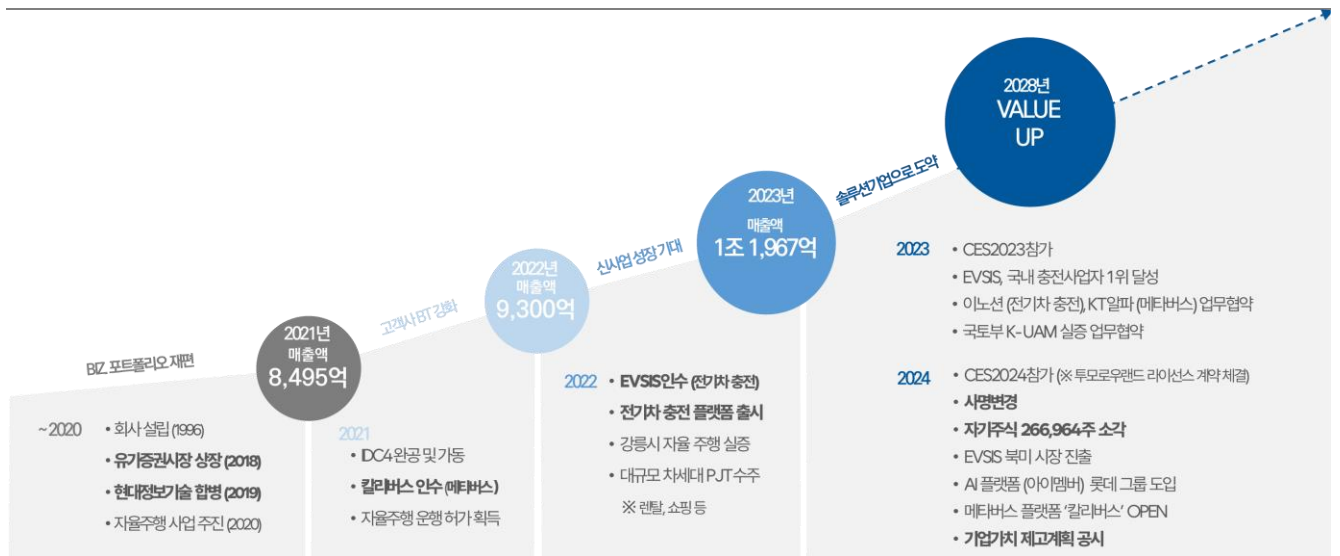 BIZ. 포트폴리오 재편
2021년
매출액
8,495억
고객사 BT 강화
2022년
매출액
9,300억
신사업 성장 기대
2023년
매출액
1조 1,967억
솔루션기업으로 도약
2028년
VALUE
UP
~2020
• 회사 설립 (1996)
• 유가증권시장 상장 (2018)
• 현대정보기술 합병 (2019)
• 자율주행 사업 추진 (2020)
2021
• IDC4 완공 및 가동
• 칼리버스 인수 (메타버스)
• 자율주행 운행 허가 획득
2022
• EVSIS인수 (전기차 충전)
• 전기차 충전 플랫폼 출시
• 강릉시 자율 주행 실증
• 대규모 차세대 PJT 수주
※ 렌탈, 쇼핑 등
2023
• CES2023참가
• EVSIS, 국내 충전사업자 1위 달성
• 이노션 (전기차 충전), KT알파 (메타버스) 업무협약
• 국토부 K-UAM 실증 업무협약
2024
• CES2024참가 (※ 투모로우랜드 라이선스 계약 체결)
• 사명변경
• 자기주식 266,964주 소각
• EVSIS 북미 시장 진출
• AI 플랫폼 (아이멤버) 롯데 그룹 도입
• 메타버스 플랫폼 ‘칼리버스’ OPEN
• 기업가치 제고계획 공시